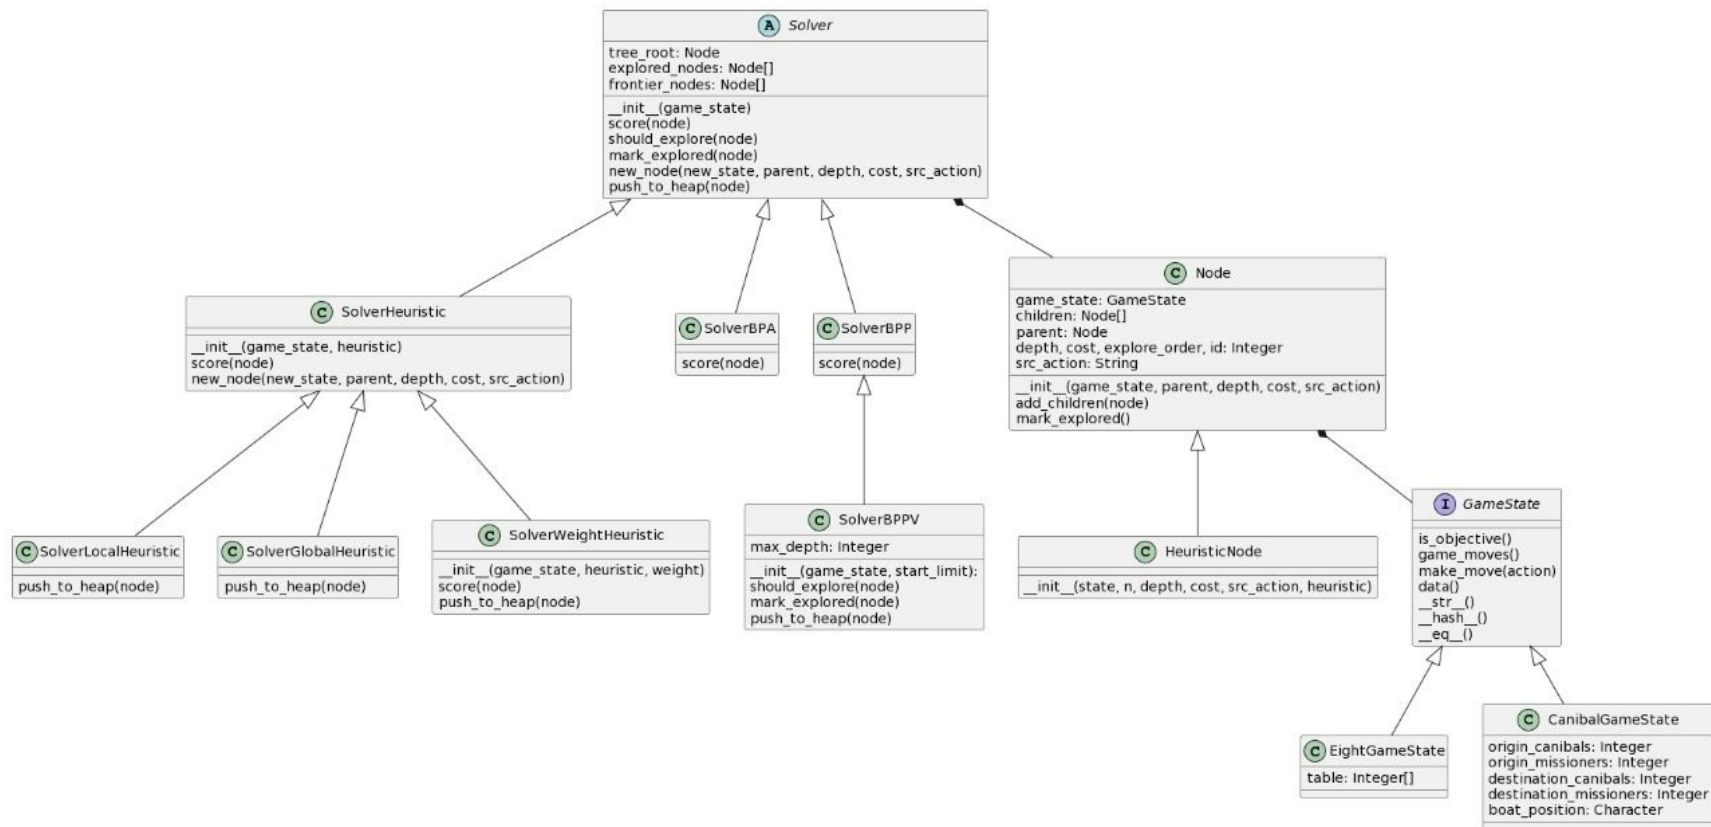 A Solver
tree_root: Node
explored_nodes: Node[]
frontier_nodes: Node[]
__init__(game_state)
score(node)
should_explore(node)
mark_explored(node)
new_node(new_state, parent, depth, cost, src_action)
push_to_heap(node)
C SolverHeuristic
__init__(game_state, heuristic)
score(node)
new_node(new_state, parent, depth, cost, src_action)
C SolverBPA
score(node)
C SolverBPP
score(node)
C Node
game_state: GameState
children: Node[]
parent: Node
depth, cost, explore_order, id: Integer
src_action: String
__init__(game_state, parent, depth, cost, src_action)
add_children(node)
mark_explored()
C SolverLocalHeuristic
push_to_heap(node)
C SolverGlobalHeuristic
push_to_heap(node)
C SolverWeightHeuristic
__init__(game_state, heuristic, weight)
score(node)
push_to_heap(node)
C SolverBPPV
max_depth: Integer
__init__(game_state, start_limit):
should_explore(node)
mark_explored(node)
push_to_heap(node)
C HeuristicNode
__init__(state, n, depth, cost, src_action, heuristic)
I GameState
is_objective()
game_moves()
make_move(action)
data()
__str__()
__hash__()
__eq__()
C EightGameState
table: Integer[]
C CanibalGameState
origin_canibals: Integer
origin_missioners: Integer
destination_canibals: Integer
destination_missioners: Integer
boat_position: Character